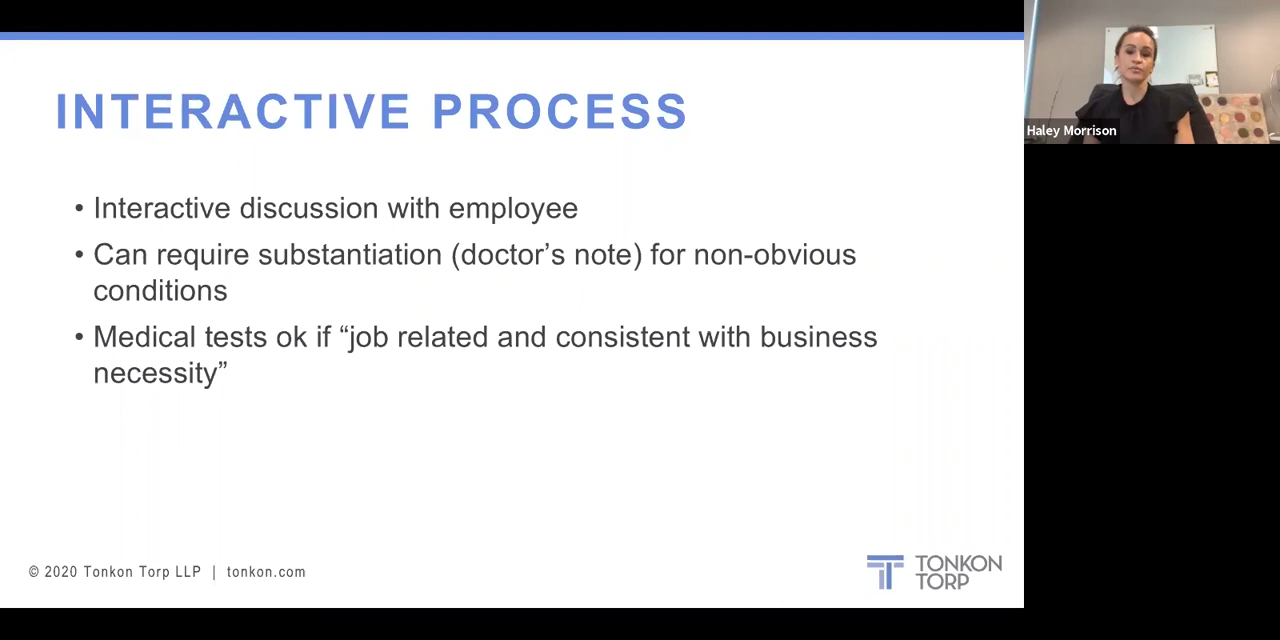 INTERACTIVE PROCESS
• Interactive discussion with employee
• Can require substantiation (doctor’s note) for non-obvious
conditions
• Medical tests ok if “job related and consistent with business
necessity”
© 2020 Tonkon Torp LLP | tonkon.com
TONKON
TORP
Haley Morrison